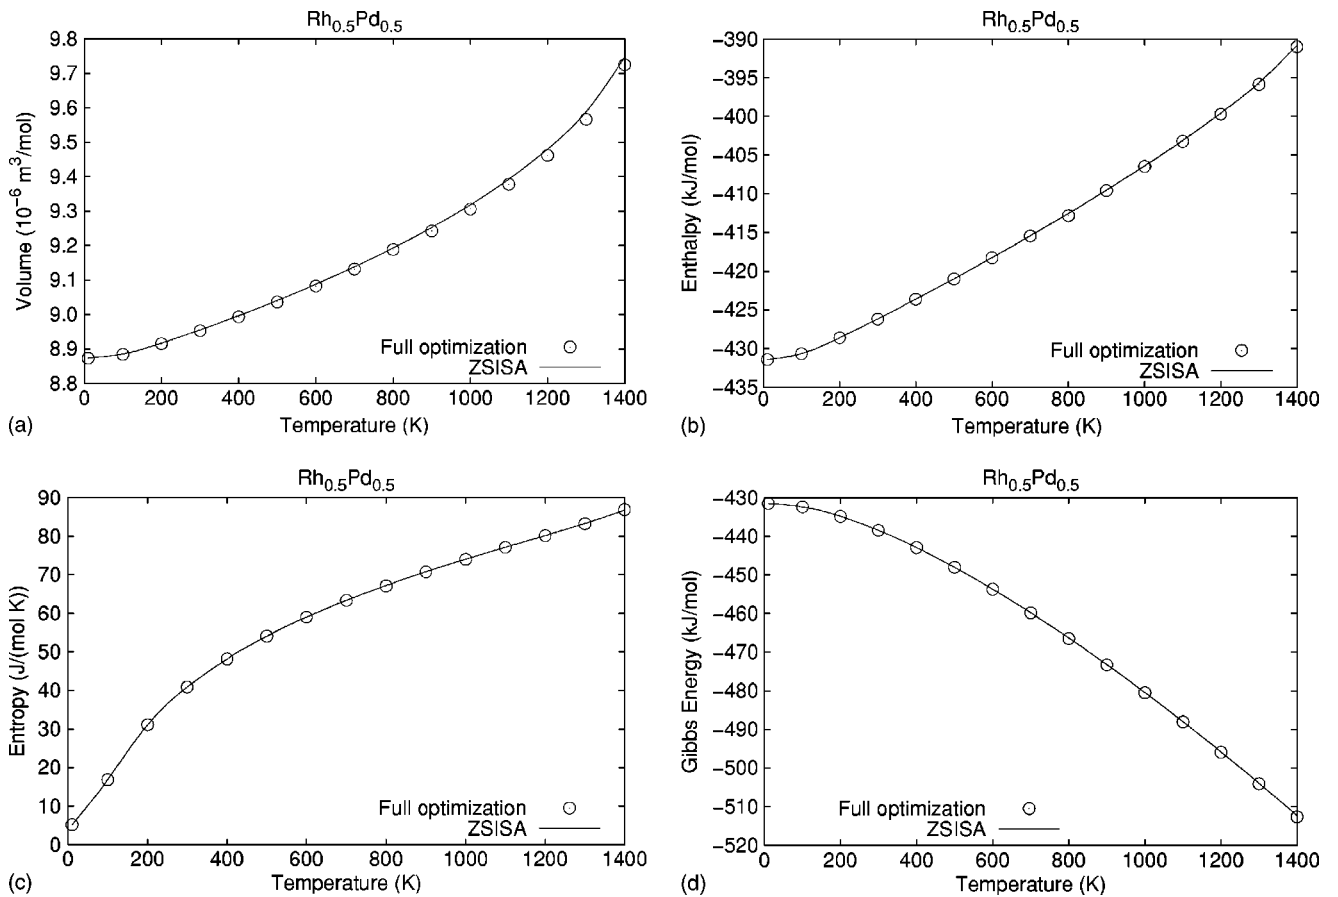 Rh0.5Pd0.5
9.8
9.7
9.6
9.5
9.4
9.3
9.2
9.1
9.0
8.9
8.8
Volume (10−6 m3/mol)
Full optimization
ZSISA
0 200 400 600 800 1000 1200 1400
(a)
Temperature (K)
Rh0.5Pd0.5
−390
−395
−400
−405
−410
−415
−420
−425
−430
−435
Enthalpy (kJ/mol)
Full optimization
ZSISA
0 200 400 600 800 1000 1200 1400
(b)
Temperature (K)
Rh0.5Pd0.5
90
80
70
60
50
40
30
20
10
0
Entropy (J/(mol K))
Full optimization
ZSISA
0 200 400 600 800 1000 1200 1400
(c)
Temperature (K)
Rh0.5Pd0.5
−430
−440
−450
−460
−470
−480
−490
−500
−510
−520
Gibbs Energy (kJ/mol)
Full optimization
ZSISA
0 200 400 600 800 1000 1200 1400
(d)
Temperature (K)